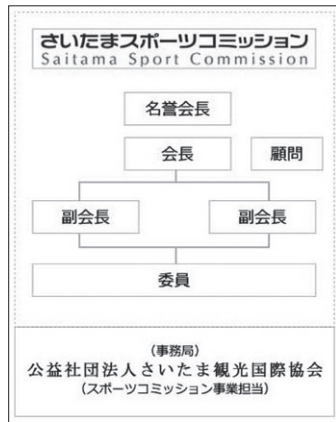 さいたまスポーツコミッション
Saitama Sport Commission
名誉会長
会長 顧問
副会長 副会長
委員
(事務局)
公益社団法人さいたま観光国際協会
(スポーツコミッション事業担当)